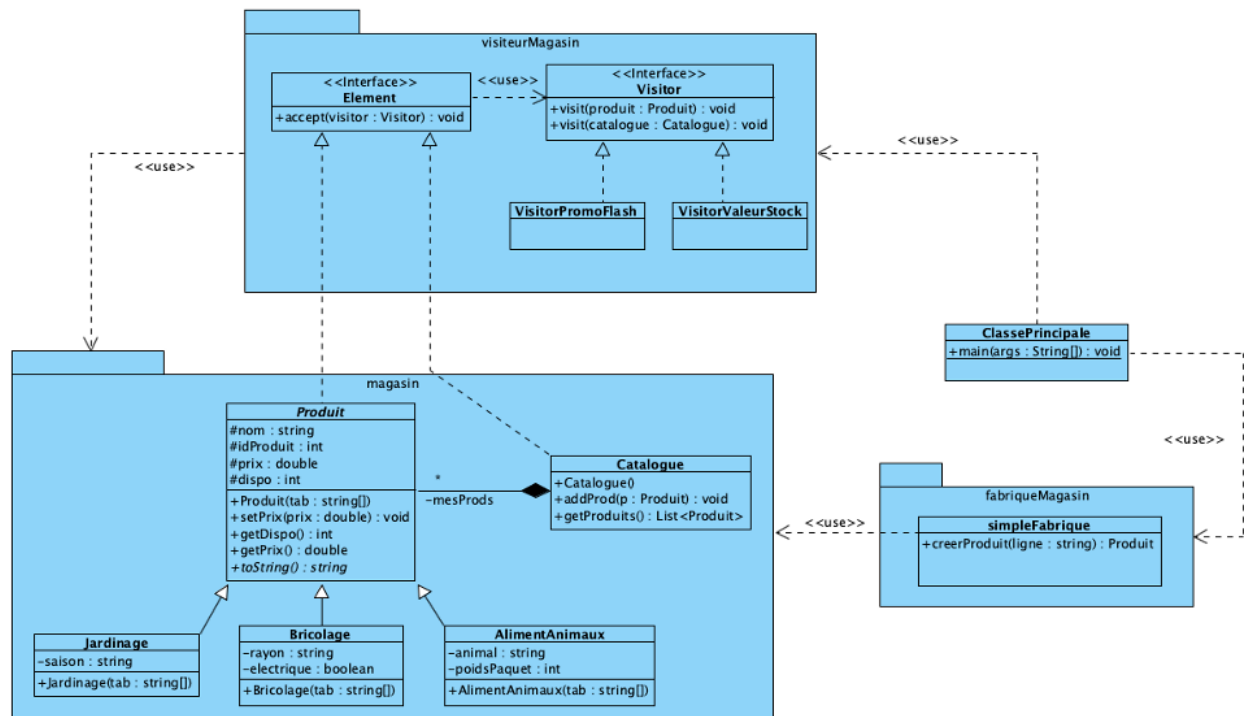 visiteurMagasin
<<Interface>>
Element
+accept(visitor : Visitor) : void
<<use>>
<<Interface>>
Visitor
+visit(produit : Produit) : void
+visit(catalogue : Catalogue) : void
<<use>>
<<use>>
VisitorPromoFlash
VisitorValeurStock
ClassePrincipale
+main(args : String[]) : void
magasin
Produit
#nom : string
#idProduit : int
#prix : double
#dispo : int
+Produit(tab : string[])
+setPrix(prix : double) : void
+getDispo() : int
+getPrix() : double
+toString() : string
*
-mesProds
Catalogue
+Catalogue()
+addProd(p : Produit) : void
+getProduits() : List<Produit>
<<use>>
<<use>>
fabriqueMagasin
simpleFabrique
+creerProduit(ligne : string) : Produit
Jardinage
-saison : string
+Jardinage(tab : string[])
Bricolage
-rayon : string
-electrique : boolean
+Bricolage(tab : string[])
AlimentAnimaux
-animal : string
-poidsPaquet : int
+AlimentAnimaux(tab : string[])